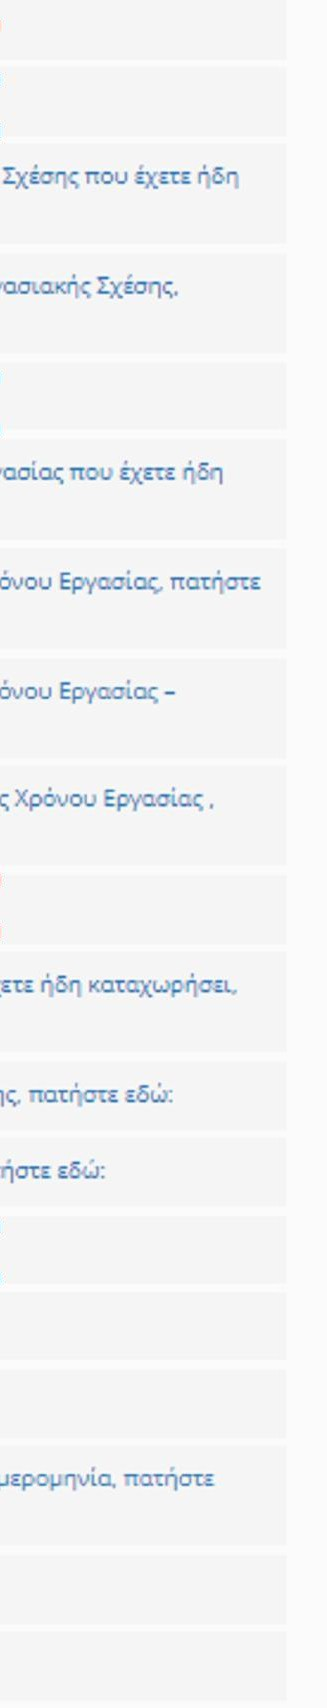 Σχέσης που έχετε ήδη
γασιακής Σχέσης,
γασίας που έχετε ήδη
όνου Εργασίας, πατήστε
όνου Εργασίας –
ς Χρόνου Εργασίας ,
ετε ήδη καταχωρήσει,
ης, πατήστε εδώ:
ήστε εδώ:
μερομηνία, πατήστε